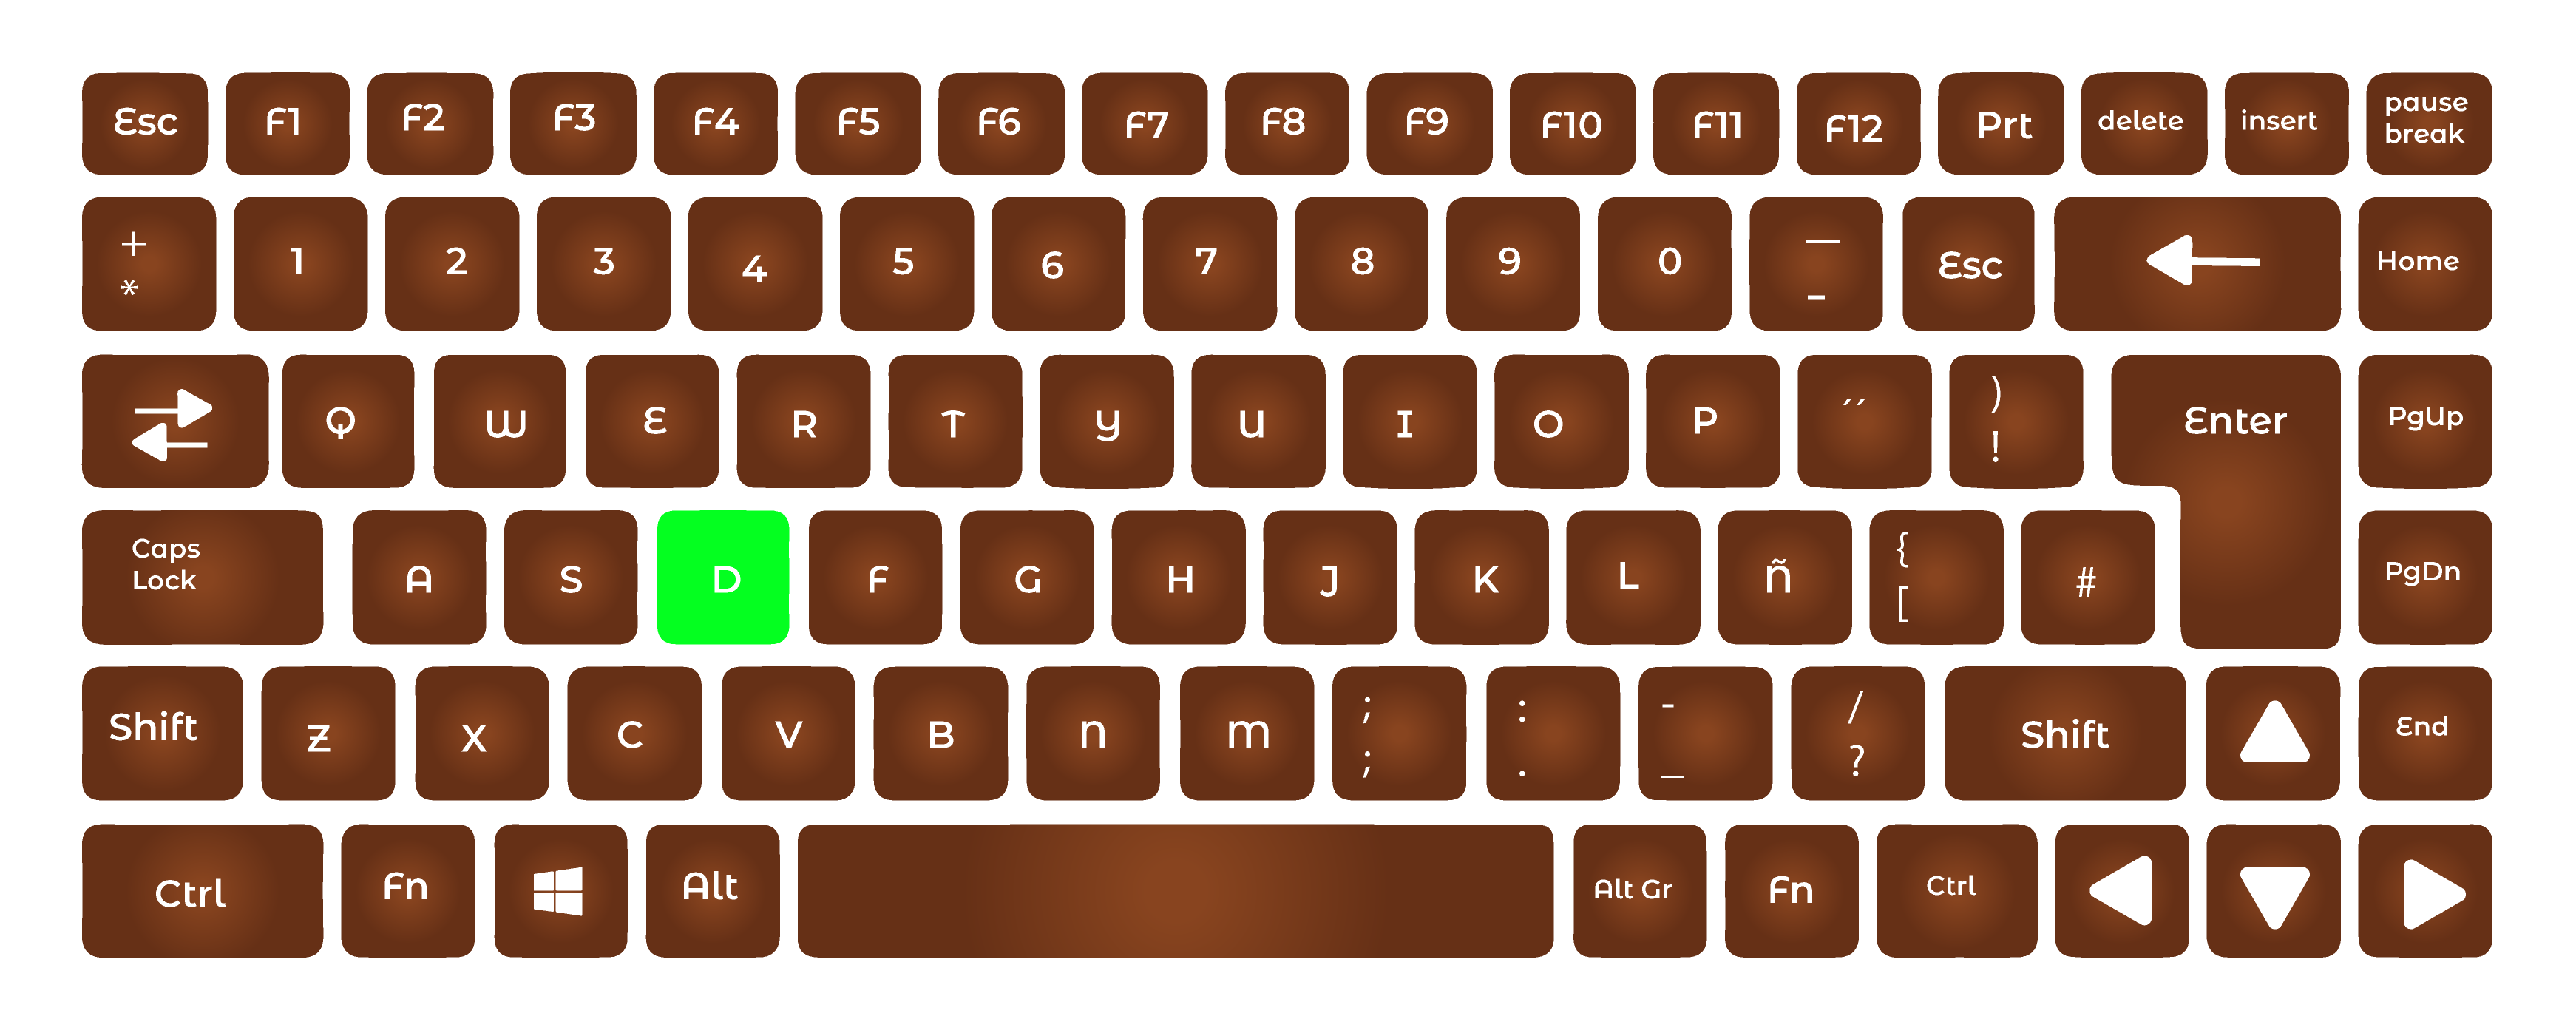 Esc F1 F2 F3 F4 F5 F6 F7 F8 F9 F10 F11 F12 Prt delete insert pause
break
+
* 1 2 3 4 5 6 7 8 9 0 —
- Esc Home
Q W E R T Y U I O P ´´ )
! Enter PgUp
Caps
Lock A S D F G H J K L Ñ {
[ # PgDn
Shift Z X C V B N M ;
; :
. -
_ /
? Shift End
Ctrl Fn Alt Alt Gr Fn Ctrl